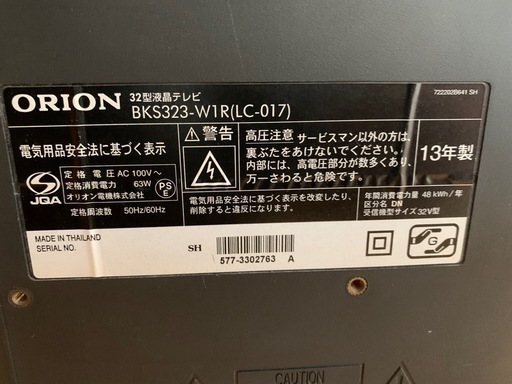 722202B641 SH
ORION
32型液晶テレビ
BKS323-W1R(LC-017)
電気用品安全法に基づく表示
定格電圧 AC 100V~
定格消費電力 63W
オリオン電機株式会社
定格周波数 50Hz/60Hz
JQA
PS
E
警告
高圧注意 サービスマン以外の方は、
裏ぶたをあけないでください。
内部には、高電圧部分が数多くあり、
万一さわると危険です。
電気用品安全法に基づく表示を改変したり、
削除すると違反になります。
13年製
年間消費電力量 48 kWh/年
区分名 DN
受信機型サイズ 32V型
MADE IN THAILAND
SERIAL NO.
SH
577-3302763 A
G
CAUTION